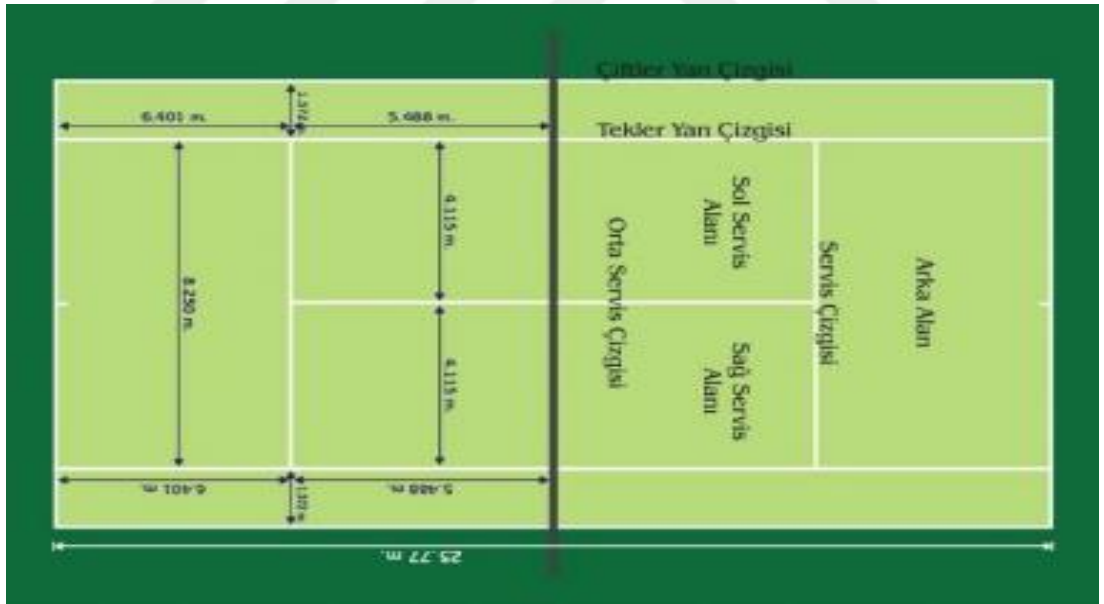 Çiftler Yan Çizgisi
6.401 m.
5.488 m.
Tekler Yan Çizgisi
4.115 m.
Sol Servis
Alanı
8.230 m.
Orta Servis Çizgisi
Servis Çizgisi
Arka Alan
4.115 m.
Sağ Servis
Alanı
6.401 m.
5.488 m.
25.77 m.